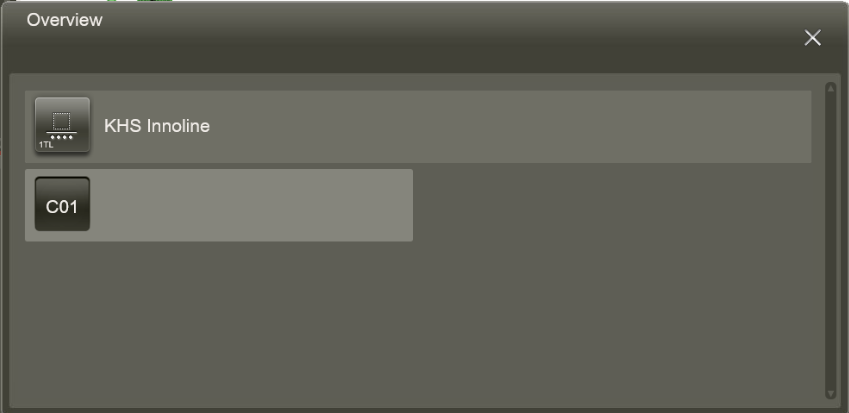 Overview
KHS Innoline
1TL
C01